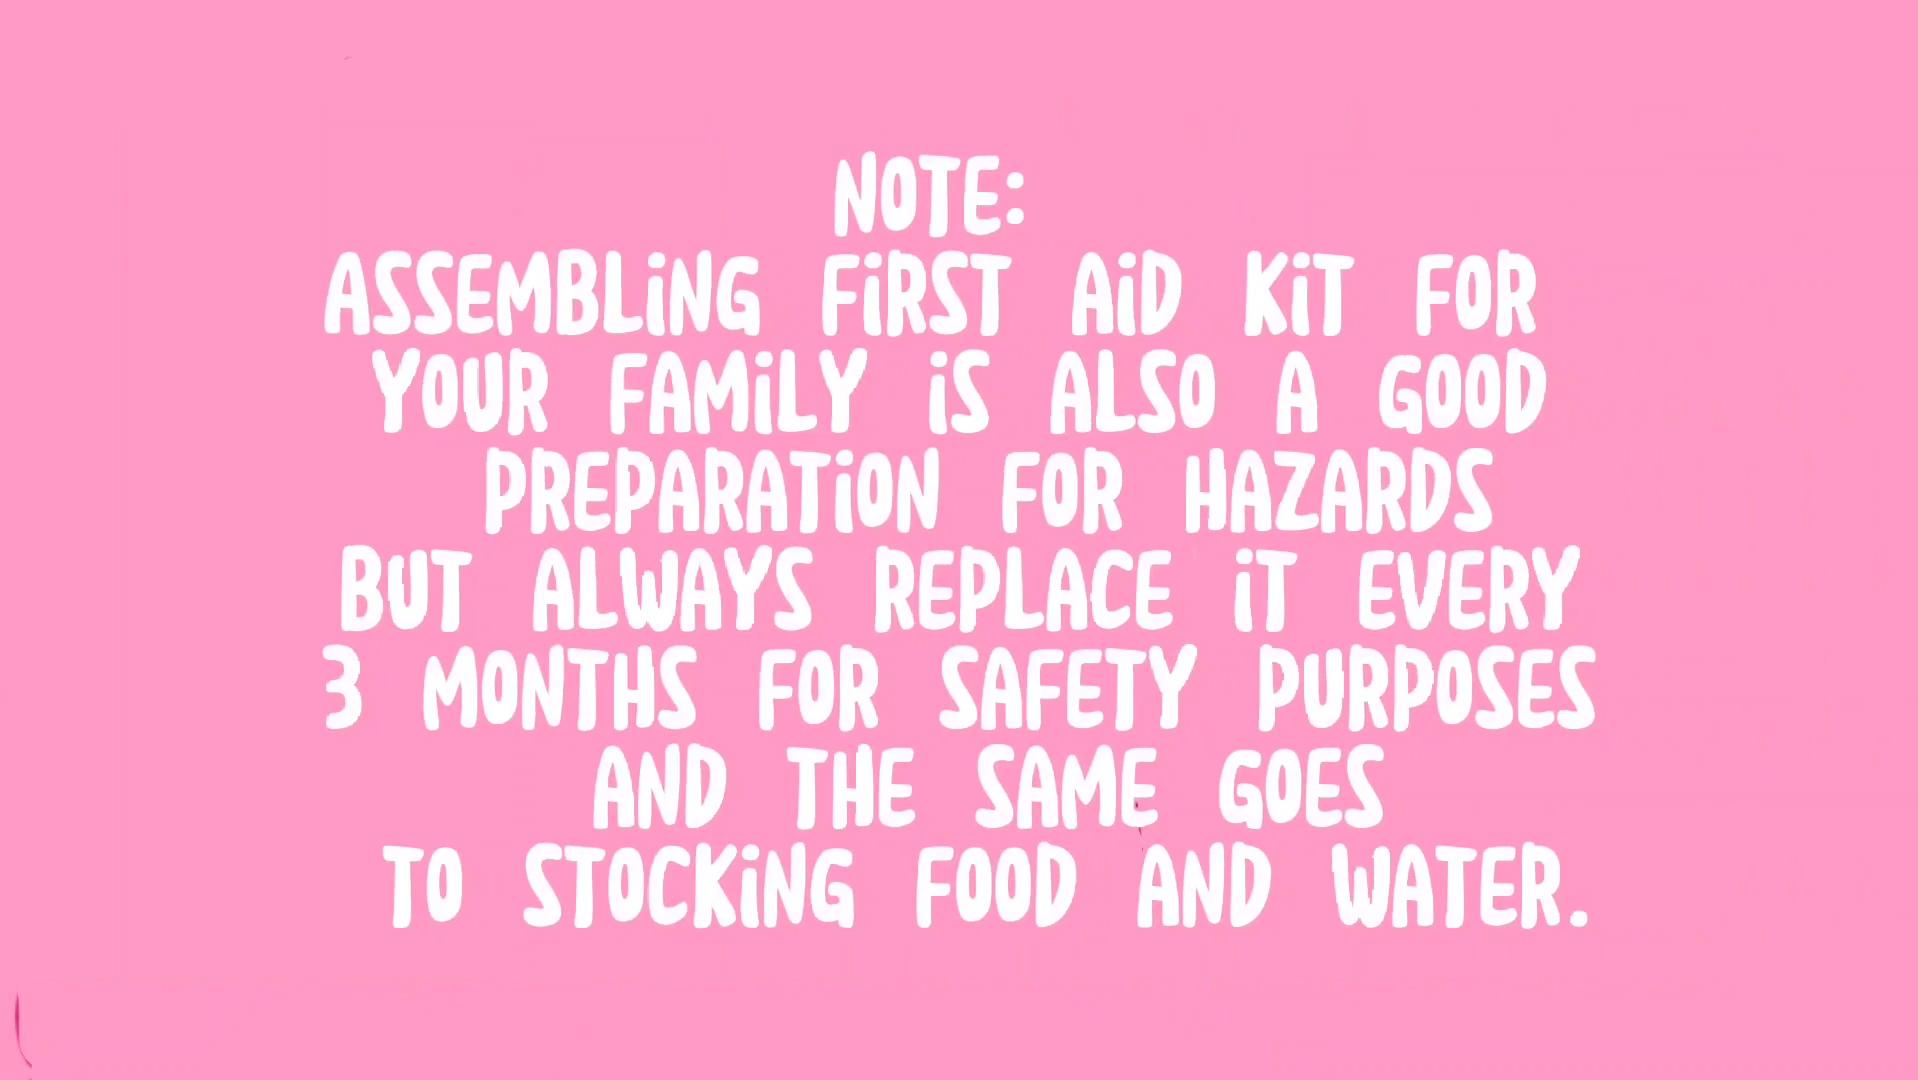 NOTE:
ASSEMBLiNG FiRST AiD KiT FOR
YOUR FAMiLY iS ALSO A GOOD
PREPARATiON FOR HAZARDS
BUT ALWAYS REPLACE iT EVERY
3 MONTHS FOR SAFETY PURPOSES
AND THE SAME GOES
TO STOCKiNG FOOD AND WATER.